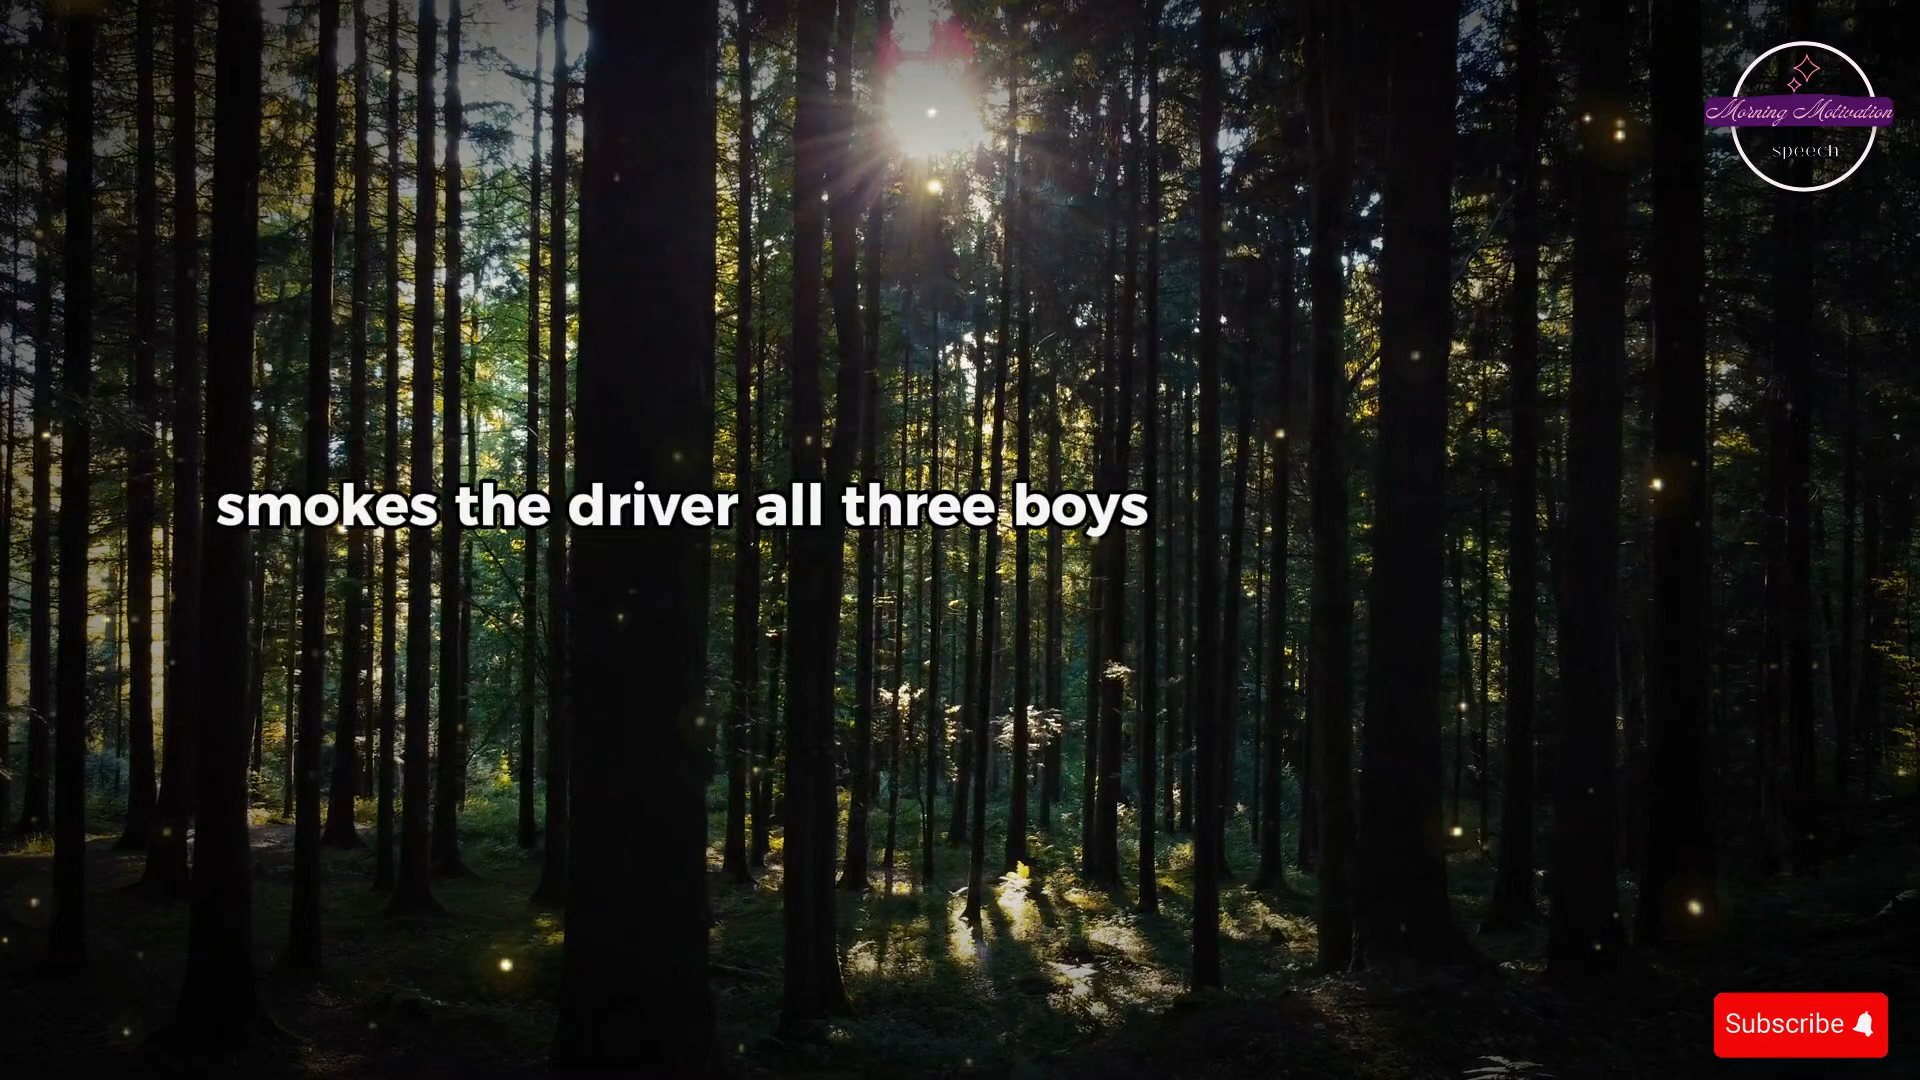 Morning Motivation
speech
smokes the driver all three boys
Subscribe